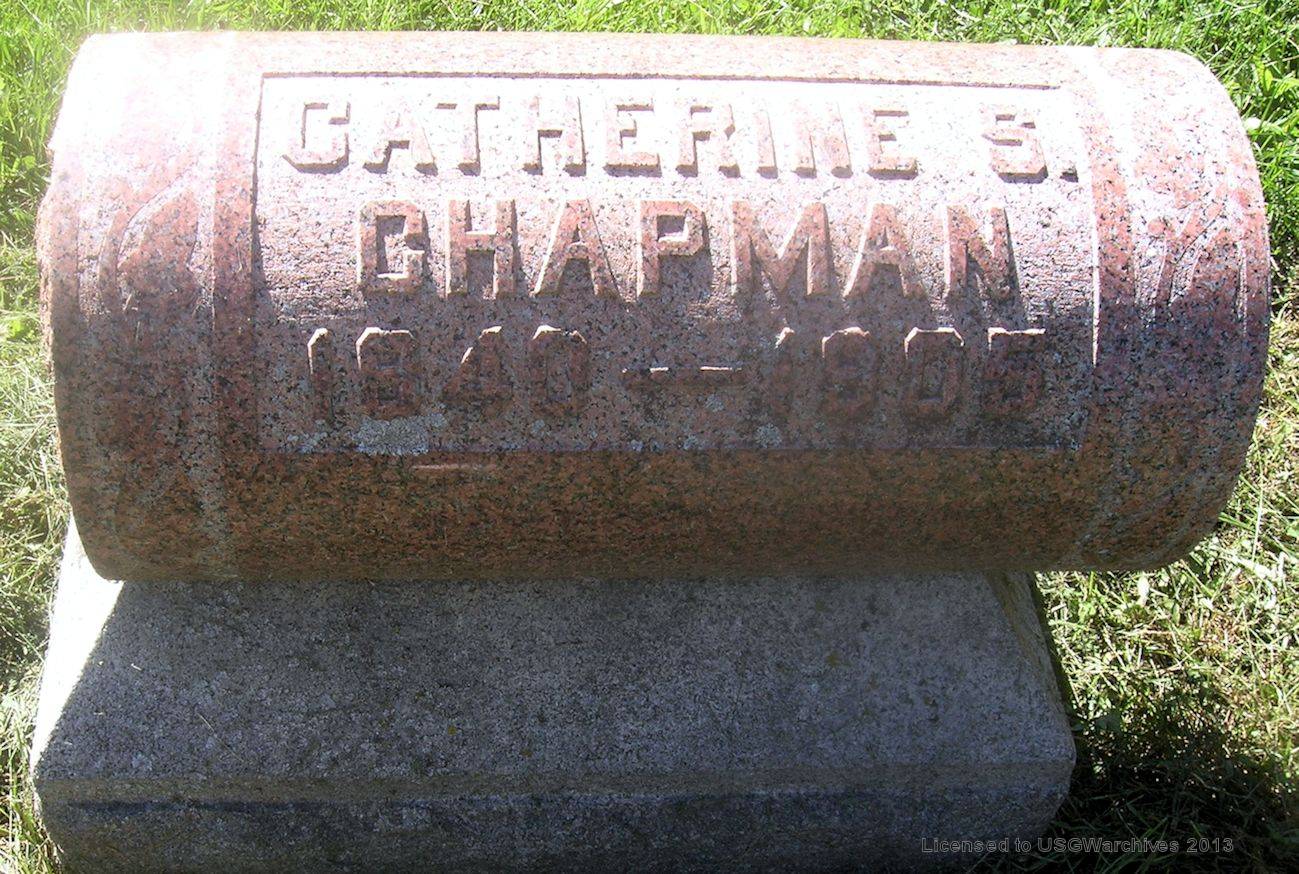 CATHERINE S.
CHAPMAN
1840 — 1905
Licensed to USGWarchives 2013